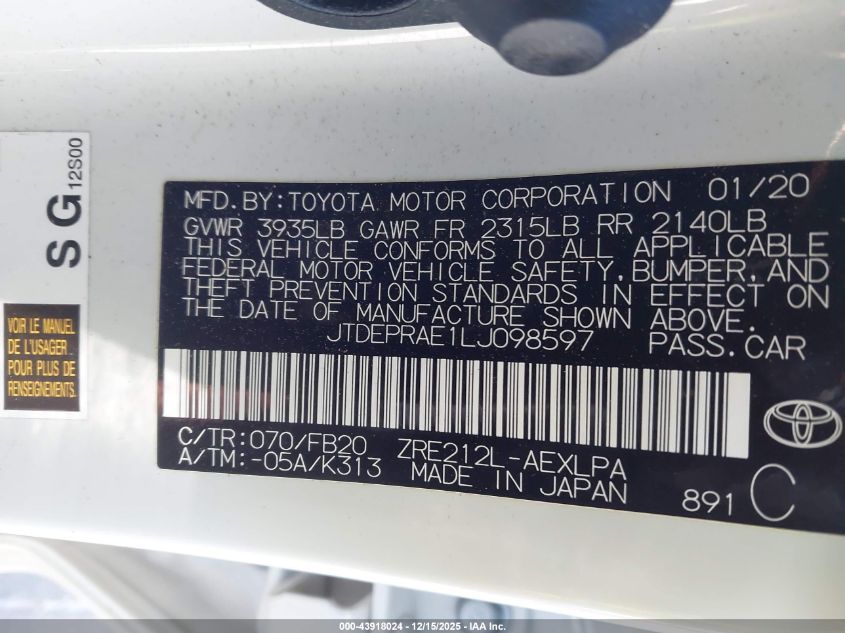 SG 12S00
VOIR LE MANUEL
DE L'USAGER
POUR PLUS DE
RENSEIGNEMENTS.
MFD.BY:TOYOTA MOTOR CORPORATION 01/20
GVWR 3935LB GAWR FR 2315LB RR 2140LB
THIS VEHICLE CONFORMS TO ALL APPLICABLE
FEDERAL MOTOR VEHICLE SAFETY,BUMPER,AND
THEFT PREVENTION STANDARDS IN EFFECT ON
THE DATE OF MANUFACTURE SHOWN ABOVE.
JTDEPRAE1LJ098597 PASS.CAR
C/TR:070/FB20 ZRE212L-AEXLPA
A/TM:-05A/K313 MADE IN JAPAN
891 C
000-43918024 - 12/15/2025 - IAA Inc.